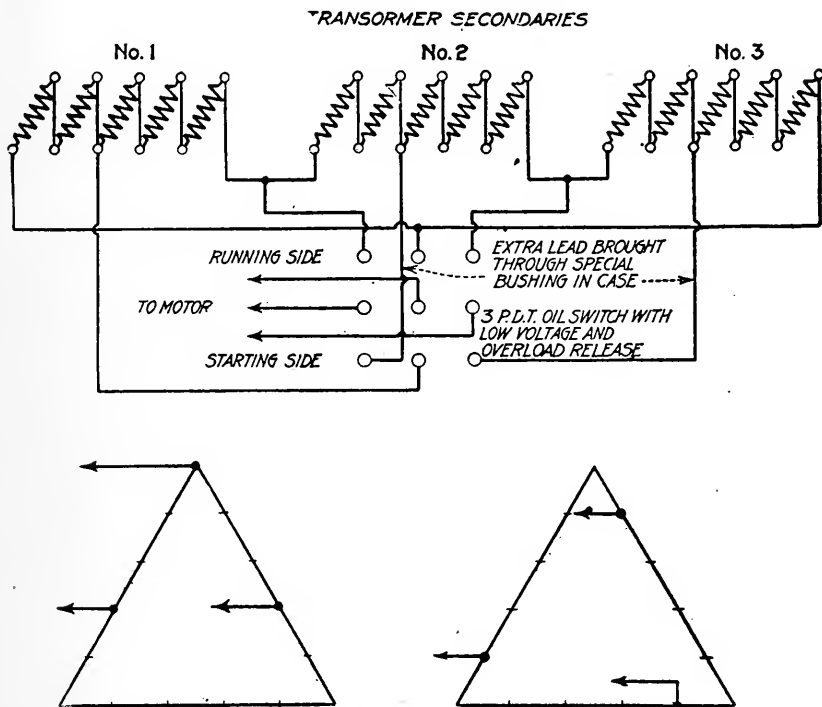 TRANSORMER SECONDARIES
No. 1
No. 2
No. 3
RUNNING SIDE
EXTRA LEAD BROUGHT
THROUGH SPECIAL
BUSHING IN CASE
TO MOTOR
3 P.D.T. OIL SWITCH WITH
LOW VOLTAGE AND
OVERLOAD RELEASE
STARTING SIDE